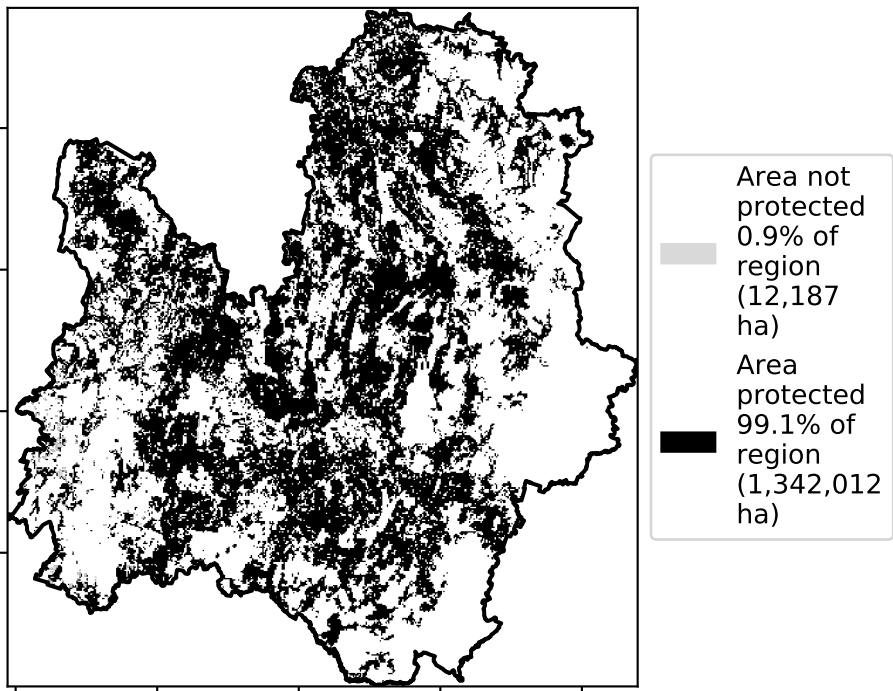 Area not
protected
0.9% of
region
(12,187
ha)
Area
protected
99.1% of
region
(1,342,012
ha)